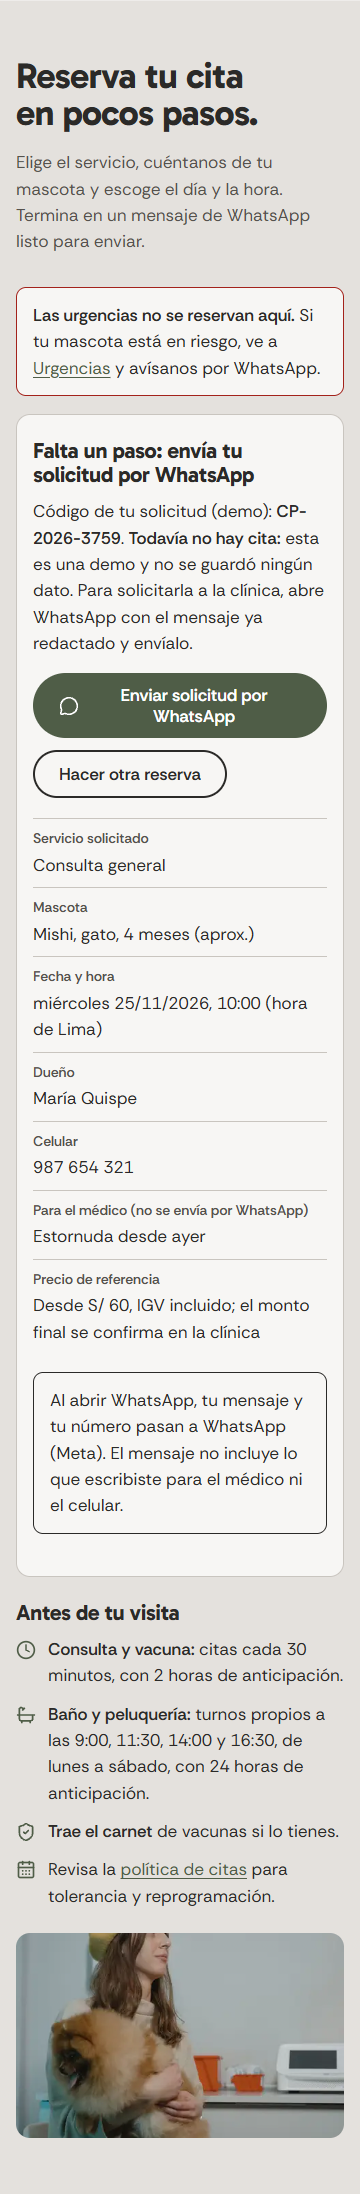 Reserva tu cita
en pocos pasos.
Elige el servicio, cuéntanos de tu
mascota y escoge el día y la hora.
Termina en un mensaje de WhatsApp
listo para enviar.
Las urgencias no se reservan aquí. Si
tu mascota está en riesgo, ve a
Urgencias y avísanos por WhatsApp.
Falta un paso: envía tu
solicitud por WhatsApp
Código de tu solicitud (demo): CP-
2026-3759. Todavía no hay cita: esta
es una demo y no se guardó ningún
dato. Para solicitarla a la clínica, abre
WhatsApp con el mensaje ya
redactado y envíalo.
Enviar solicitud por
WhatsApp
Hacer otra reserva
Servicio solicitado
Consulta general
Mascota
Mishi, gato, 4 meses (aprox.)
Fecha y hora
miércoles 25/11/2026, 10:00 (hora
de Lima)
Dueño
María Quispe
Celular
987 654 321
Para el médico (no se envía por WhatsApp)
Estornuda desde ayer
Precio de referencia
Desde S/ 60, IGV incluido; el monto
final se confirma en la clínica
Al abrir WhatsApp, tu mensaje y
tu número pasan a WhatsApp
(Meta). El mensaje no incluye lo
que escribiste para el médico ni
el celular.
Antes de tu visita
Consulta y vacuna: citas cada 30
minutos, con 2 horas de anticipación.
Baño y peluquería: turnos propios a
las 9:00, 11:30, 14:00 y 16:30, de
lunes a sábado, con 24 horas de
anticipación.
Trae el carnet de vacunas si lo tienes.
Revisa la política de citas para
tolerancia y reprogramación.